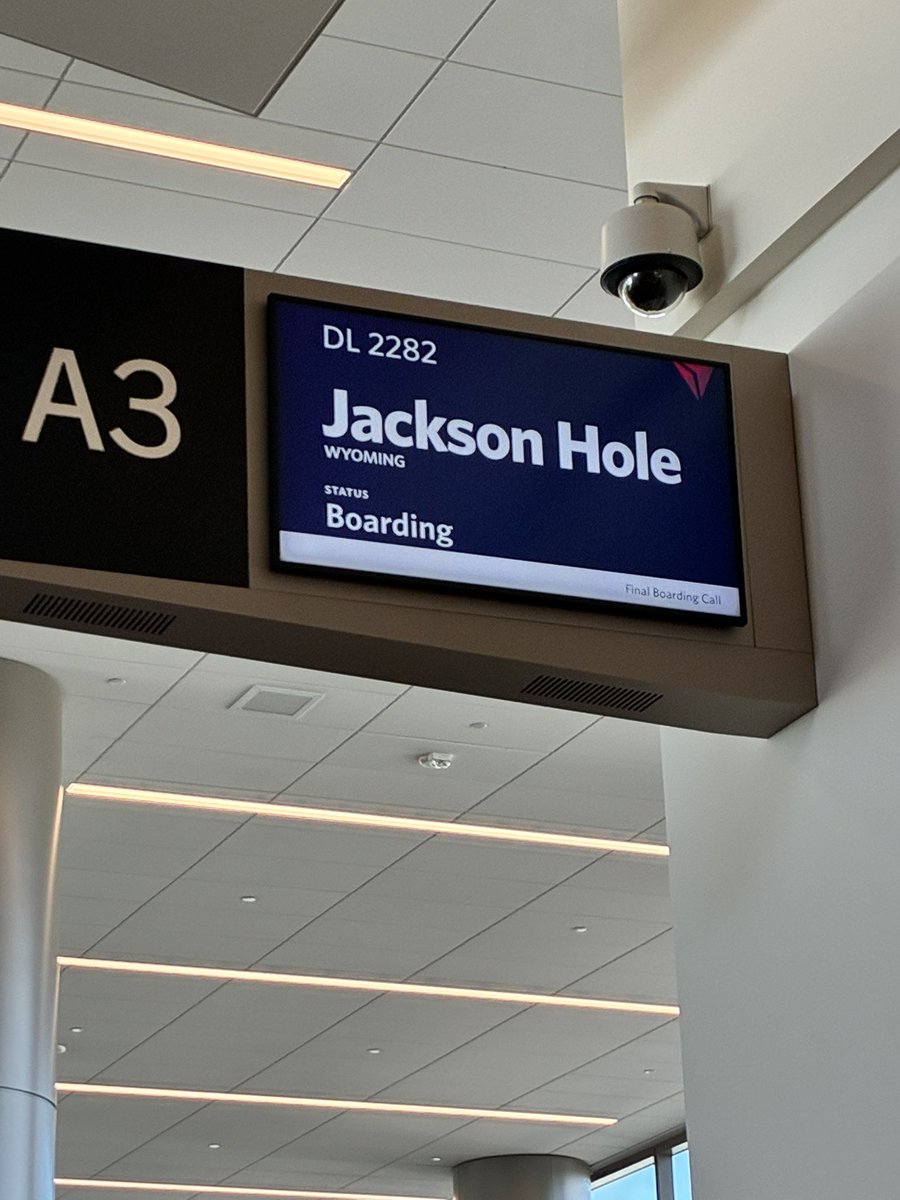 A3
DL 2282
Jackson Hole
WYOMING
STATUS
Boarding
Final Boarding Call